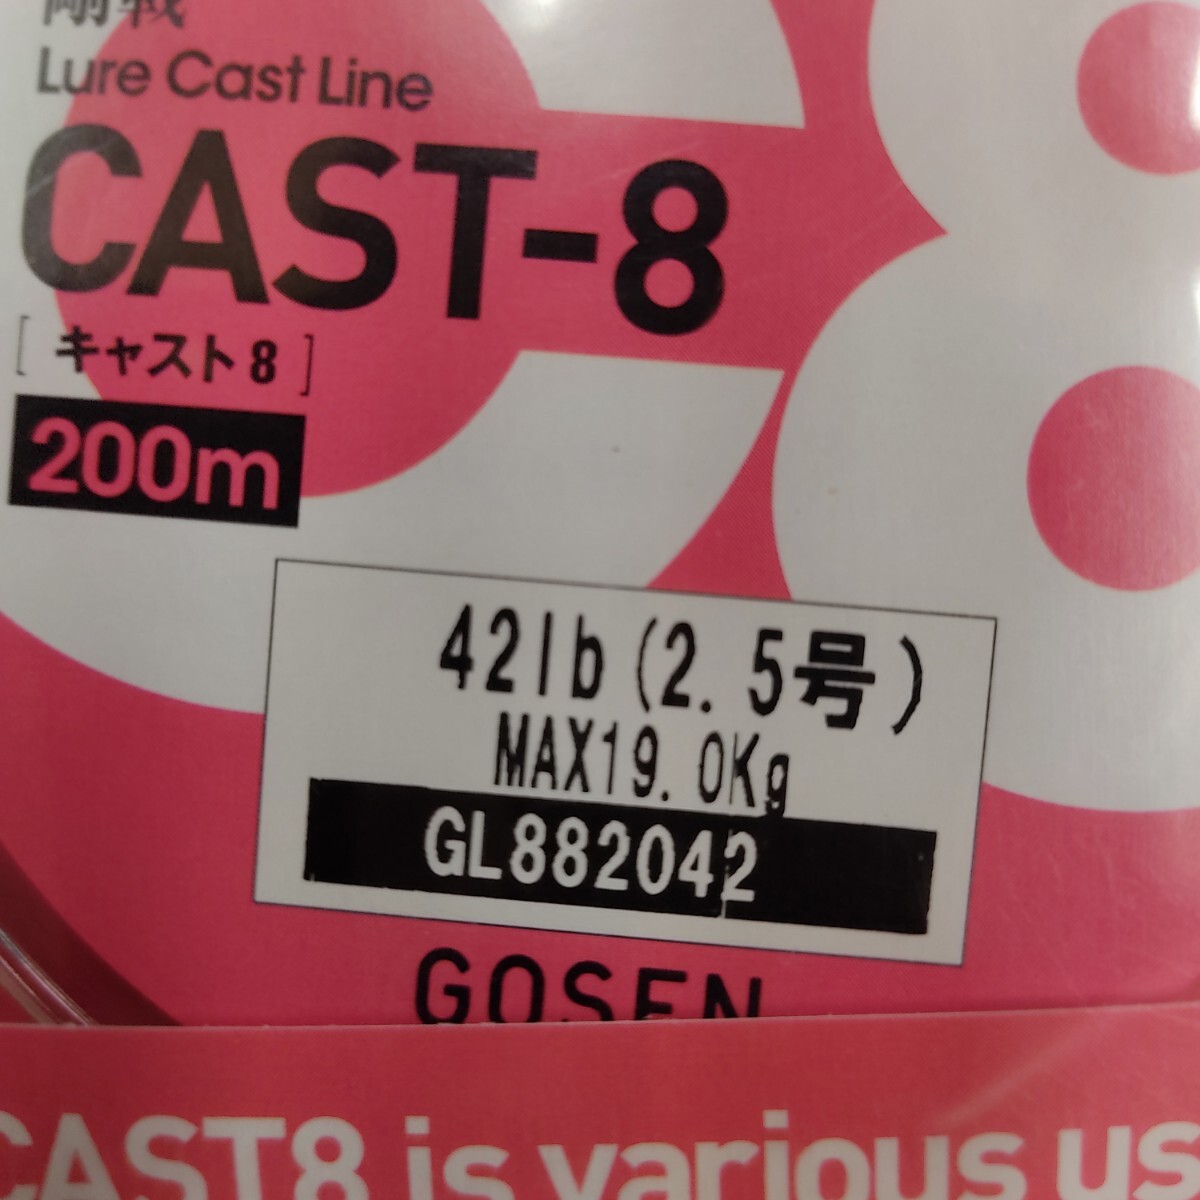 Lure Cast Line
CAST-8
[キャスト8]
200m
42lb(2.5号)
MAX19.0Kg
GL882042
GOSEN
CAST8 is various